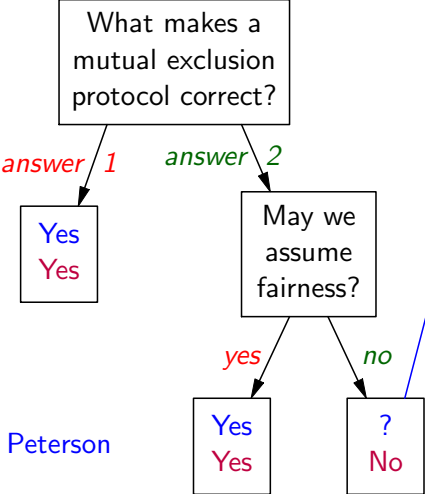 What makes a
mutual exclusion
protocol correct?
answer 1
answer 2
Yes
Yes
May we
assume
fairness?
yes
no
Peterson
Yes
Yes
?
No